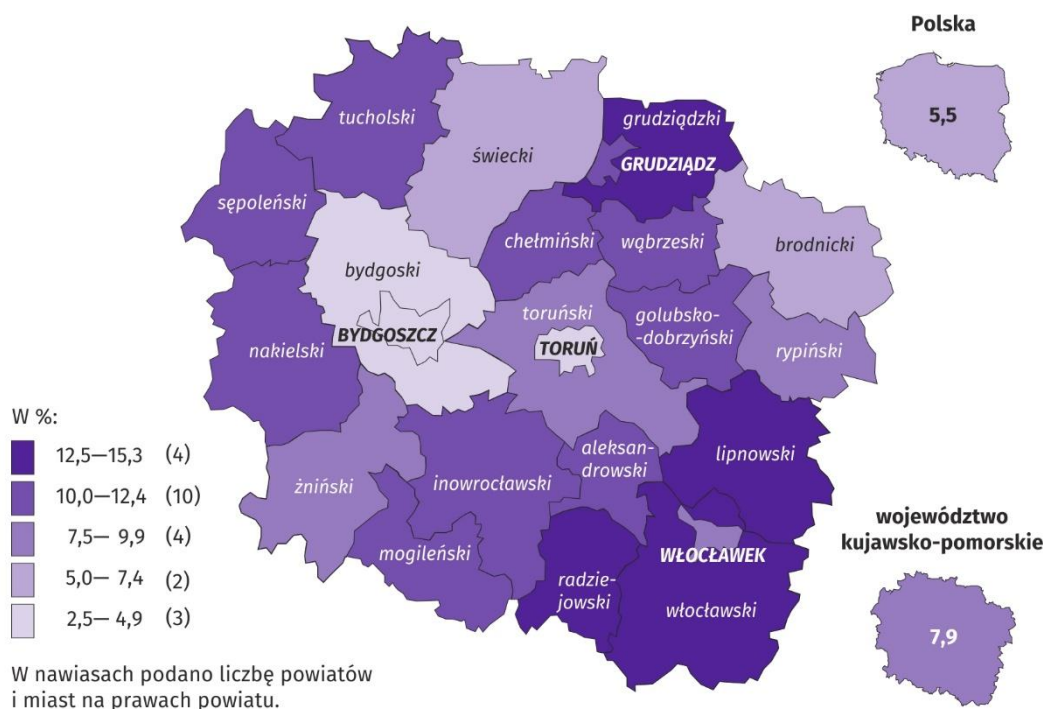 Polska
5,5
tucholski
grudziądzki
świecki
GRUDZIĄDZ
sępoleński
chełmiński
wąbrzeski
brodnicki
bydgoski
toruński
golubsko-
-dobrzyński
BYDGOSZCZ
TORUŃ
nakielski
rypiński
W %:
12,5—15,3 (4)
10,0—12,4 (10)
7,5— 9,9 (4)
5,0— 7,4 (2)
2,5— 4,9 (3)
aleksan-
drowski
lipnowski
żniński
inowrocławski
mogileński
radzie-
jowski
WŁOCŁAWEK
włocławski
województwo
kujawsko-pomorskie
7,9
W nawiasach podano liczbę powiatów
i miast na prawach powiatu.